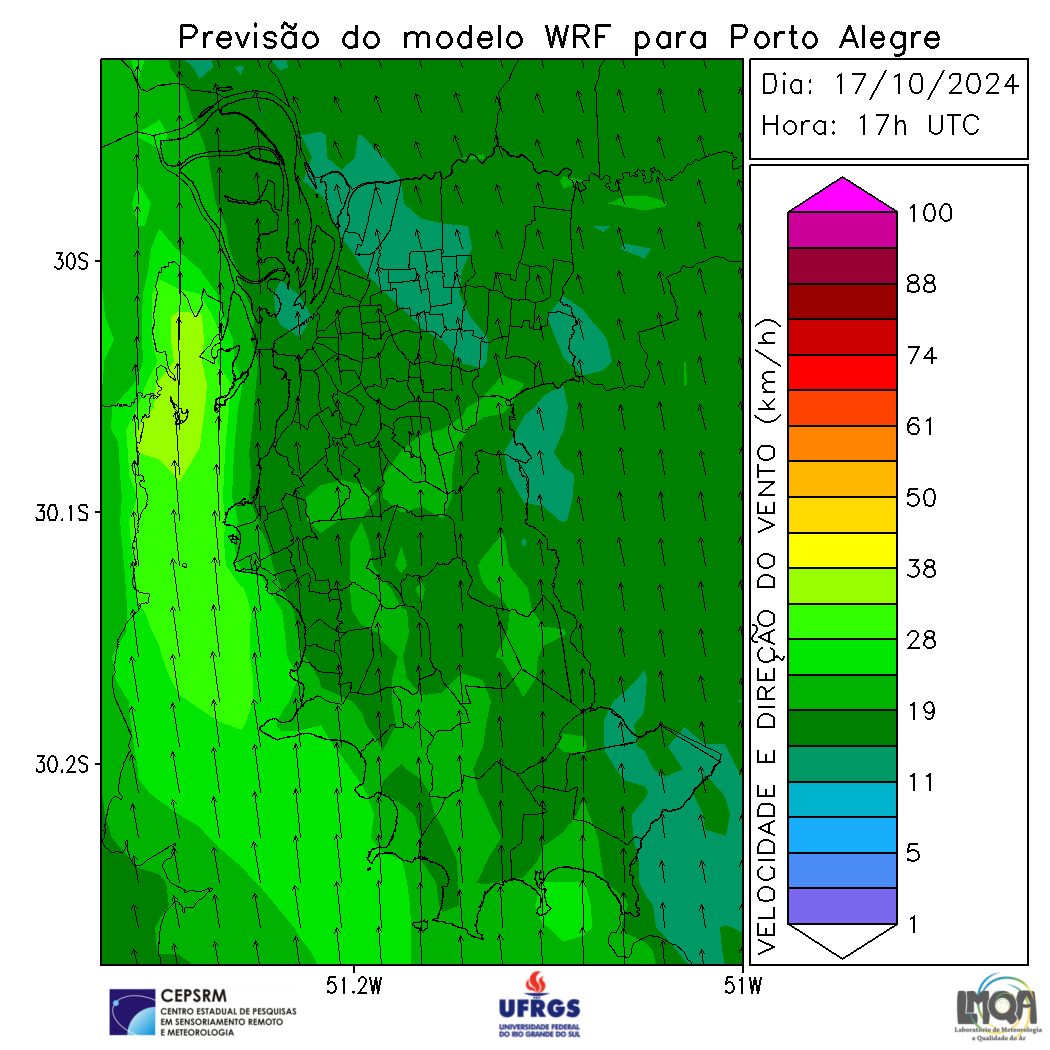 Previsão do modelo WRF para Porto Alegre
Dia: 17/10/2024
Hora: 17h UTC
30S
30.1S
30.2S
51.2W
51W
VELOCIDADE E DIREÇÃO DO VENTO (km/h)
100
88
74
61
50
38
28
19
11
5
1
CEPSRM
CENTRO ESTADUAL DE PESQUISAS
EM SENSORIAMENTO REMOTO
E METEOROLOGIA
UFRGS
UNIVERSIDADE FEDERAL
DO RIO GRANDE DO SUL
LMQA
Laboratório de Meteorologia
e Qualidade do Ar